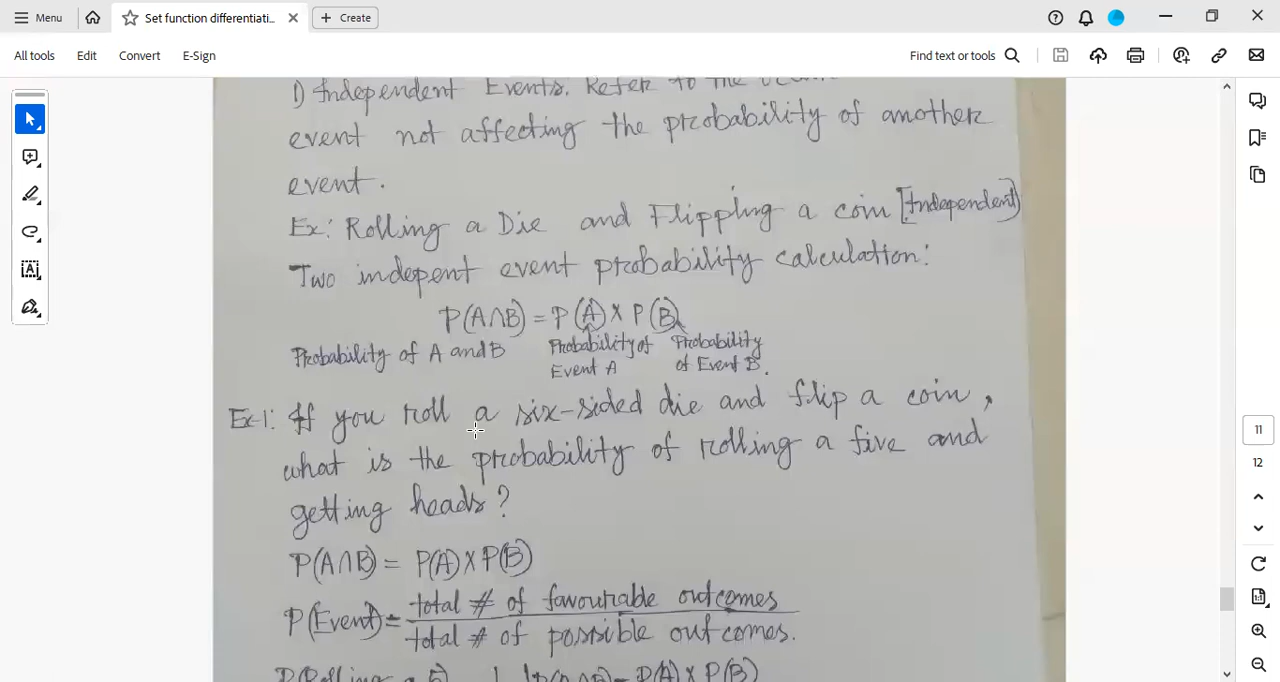 Menu
Set function differentiati...
Create
All tools
Edit
Convert
E-Sign
Find text or tools
1) Independent Events. Refer to the
event not affecting the probability of another
event.
Ex: Rolling a Die and Flippling a coin [Independent]
Two indepent event probability calculation:
P(A∩B) = P(A) X P(B)
Probability of A and B
Probability of Event A
Probability of Event B.
Ex-1: If you roll a six-sided die and flip a coin,
what is the probability of rolling a five and
getting heads?
P(A∩B) = P(A) X P(B)
P(Event) = total # of favourable outcomes
total # of possible outcomes.
P(Rolling a 5)
P(A∩B) = P(A) X P(B)
11
12